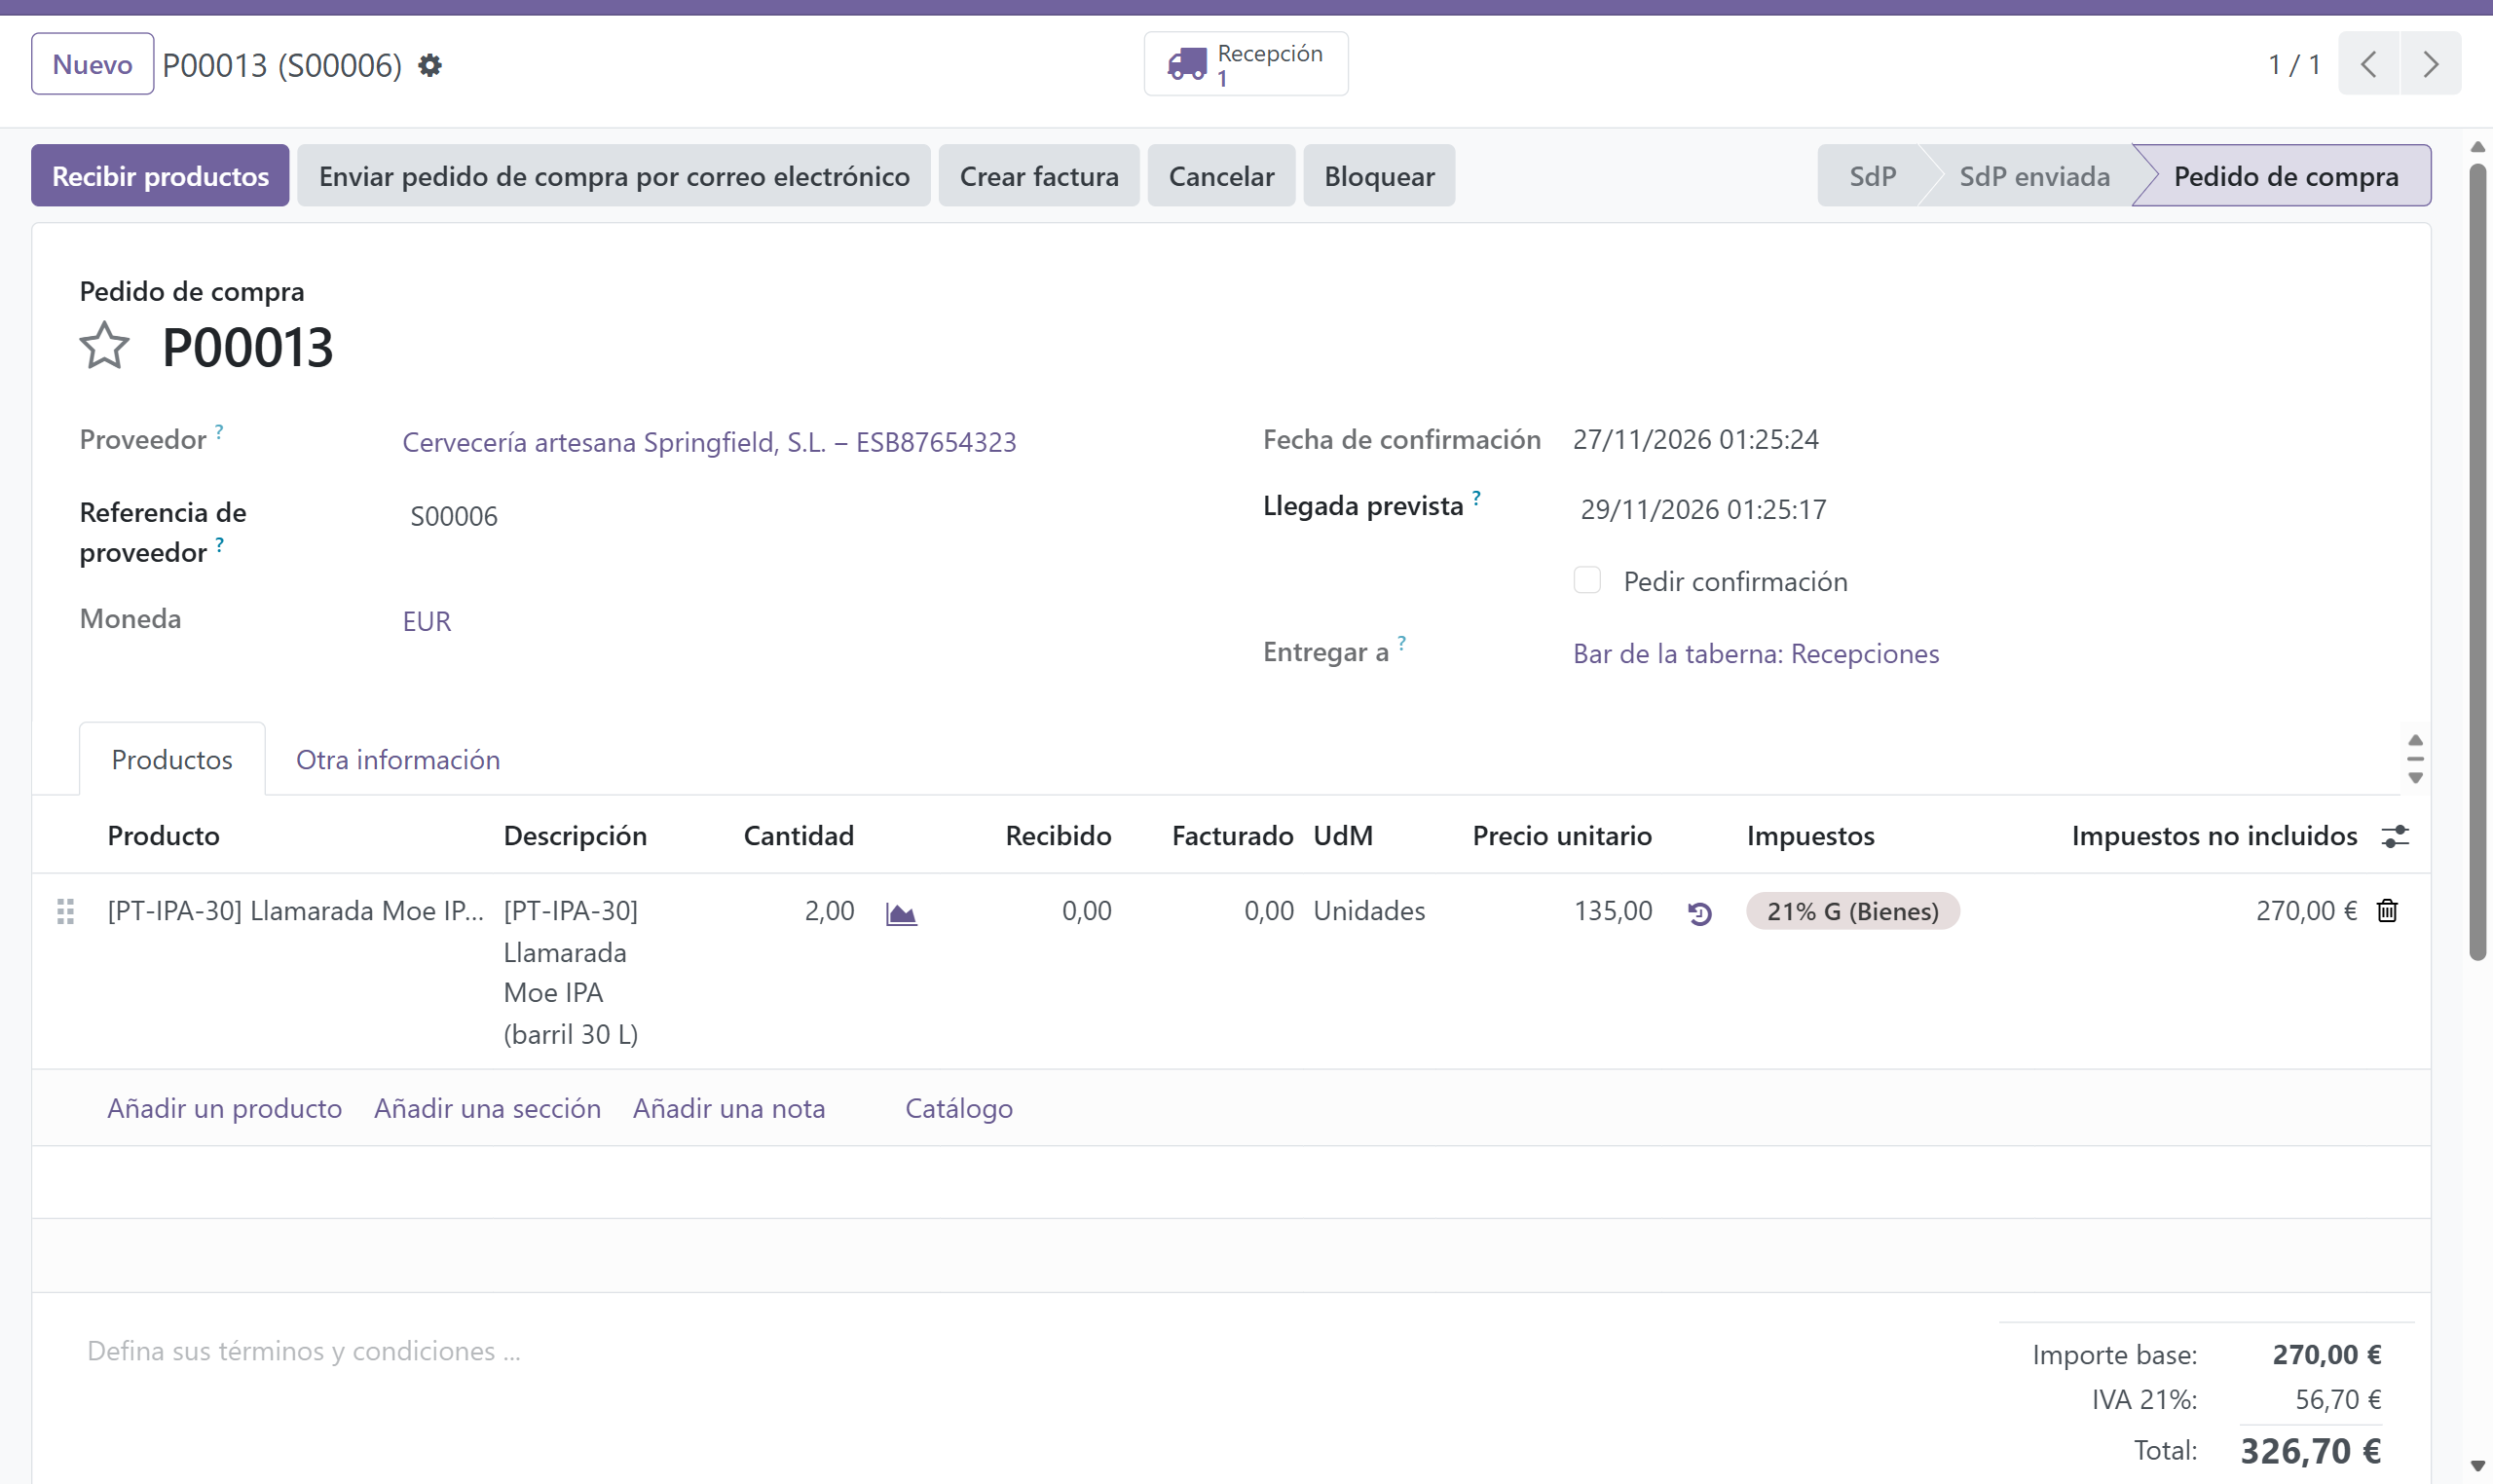 Nuevo
P00013 (S00006)
Recepción
1
1 / 1
Recibir productos
Enviar pedido de compra por correo electrónico
Crear factura
Cancelar
Bloquear
SdP
SdP enviada
Pedido de compra
Pedido de compra
P00013
Proveedor ?
Cervecería artesana Springfield, S.L. – ESB87654323
Referencia de
proveedor ?
S00006
Moneda
EUR
Fecha de confirmación
27/11/2026 01:25:24
Llegada prevista ?
29/11/2026 01:25:17
Pedir confirmación
Entregar a ?
Bar de la taberna: Recepciones
Productos
Otra información
Producto
Descripción
Cantidad
Recibido
Facturado
UdM
Precio unitario
Impuestos
Impuestos no incluidos
[PT-IPA-30] Llamarada Moe IP...
[PT-IPA-30]
Llamarada
Moe IPA
(barril 30 L)
2,00
0,00
0,00
Unidades
135,00
21% G (Bienes)
270,00 €
Añadir un producto
Añadir una sección
Añadir una nota
Catálogo
Defina sus términos y condiciones ...
Importe base: 270,00 €
IVA 21%: 56,70 €
Total: 326,70 €